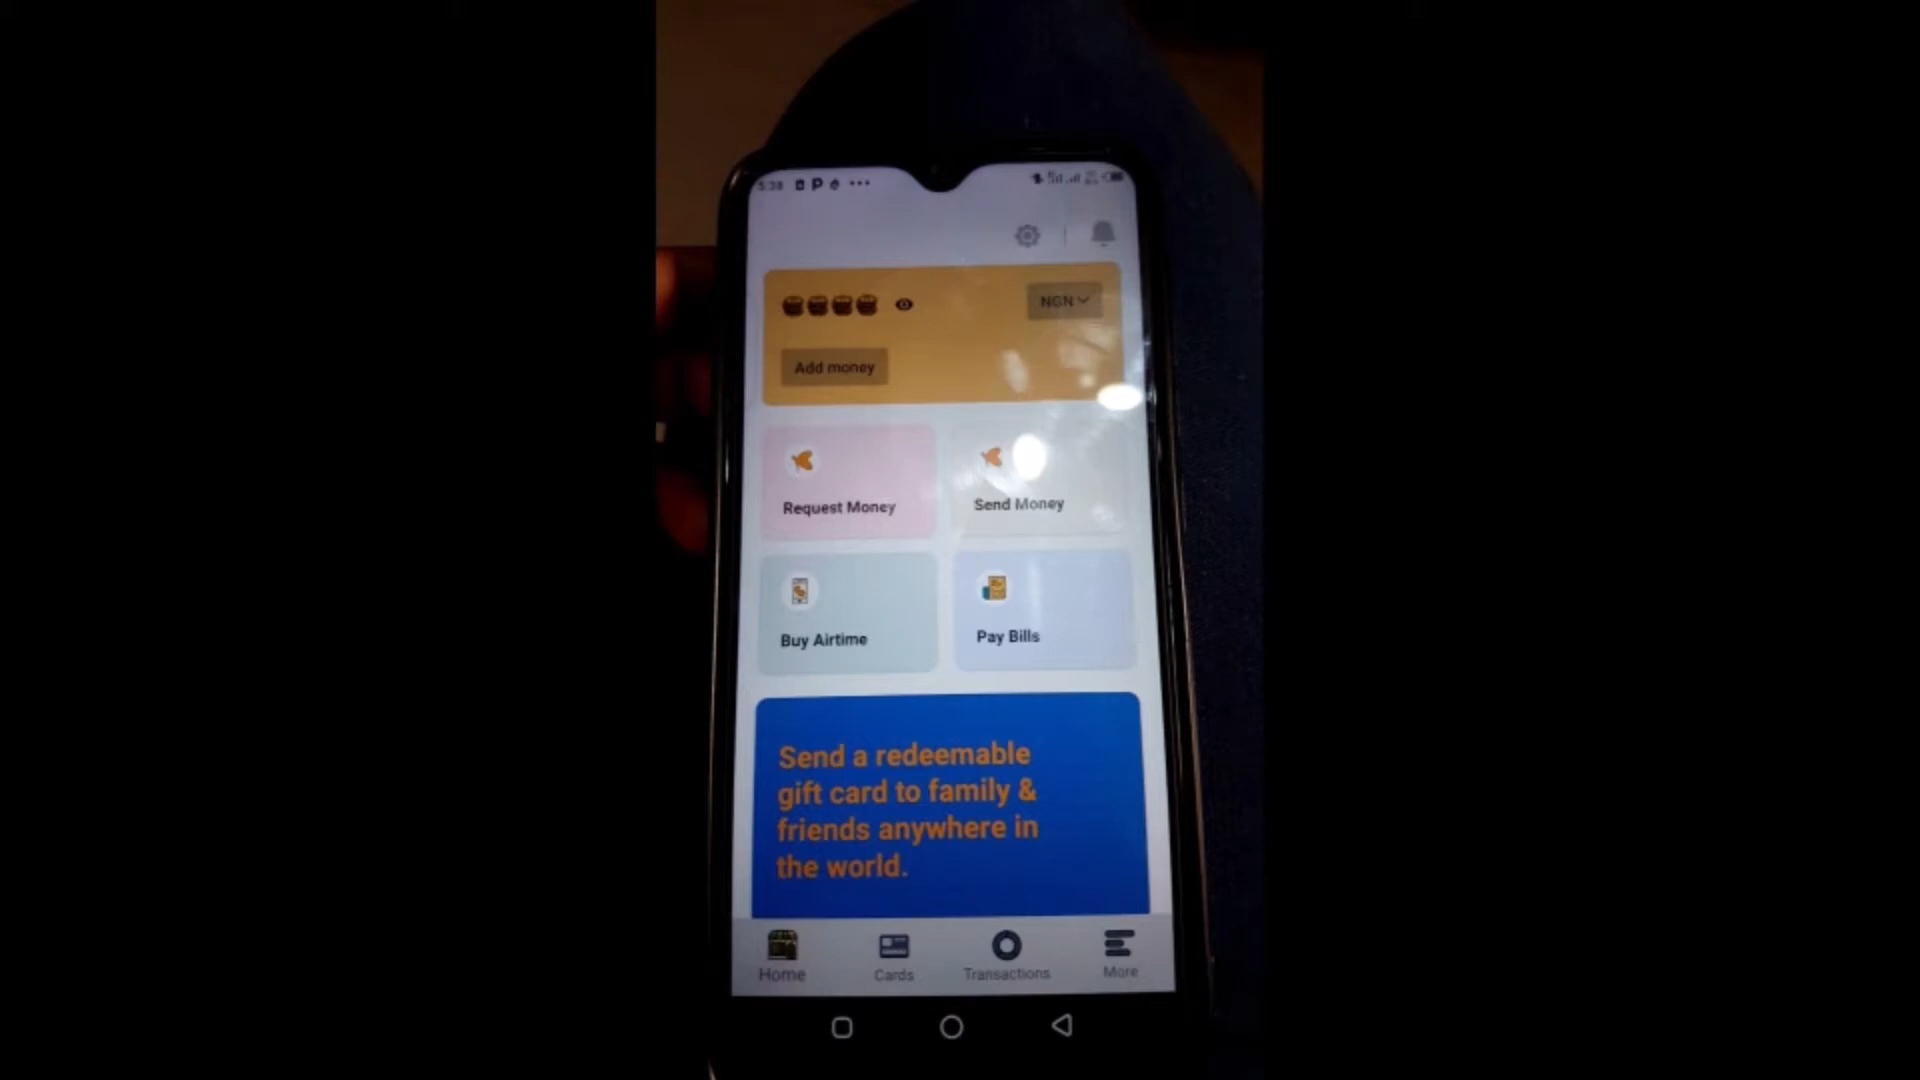 5:38 P
NGN
Add money
Request Money
Send Money
Buy Airtime
Pay Bills
Send a redeemable
gift card to family &
friends anywhere in
the world.
Home
Cards
Transactions
More